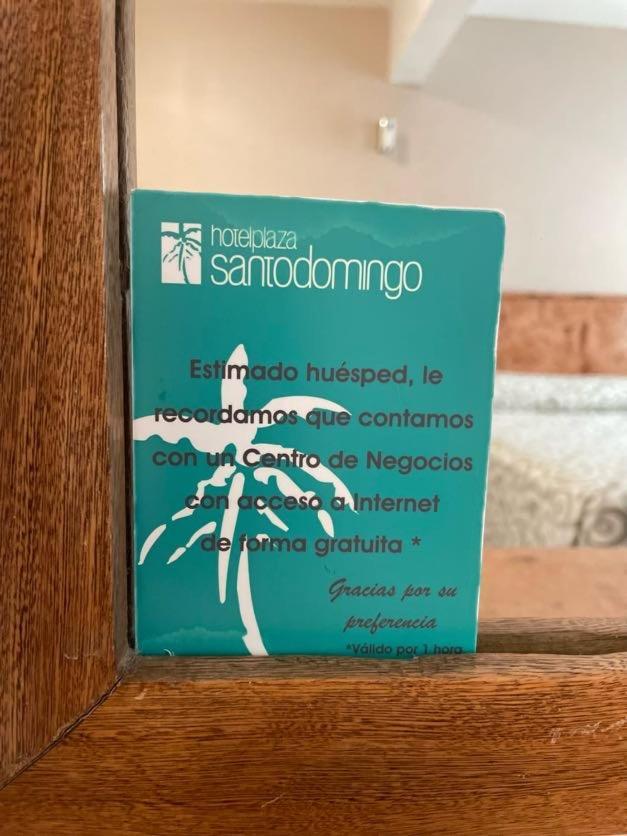 hotelplaza
santodomingo
Estimado huésped, le
recordamos que contamos
con un Centro de Negocios
con acceso a Internet
de forma gratuita *
Gracias por su
preferencia
*Válido por 1 hora